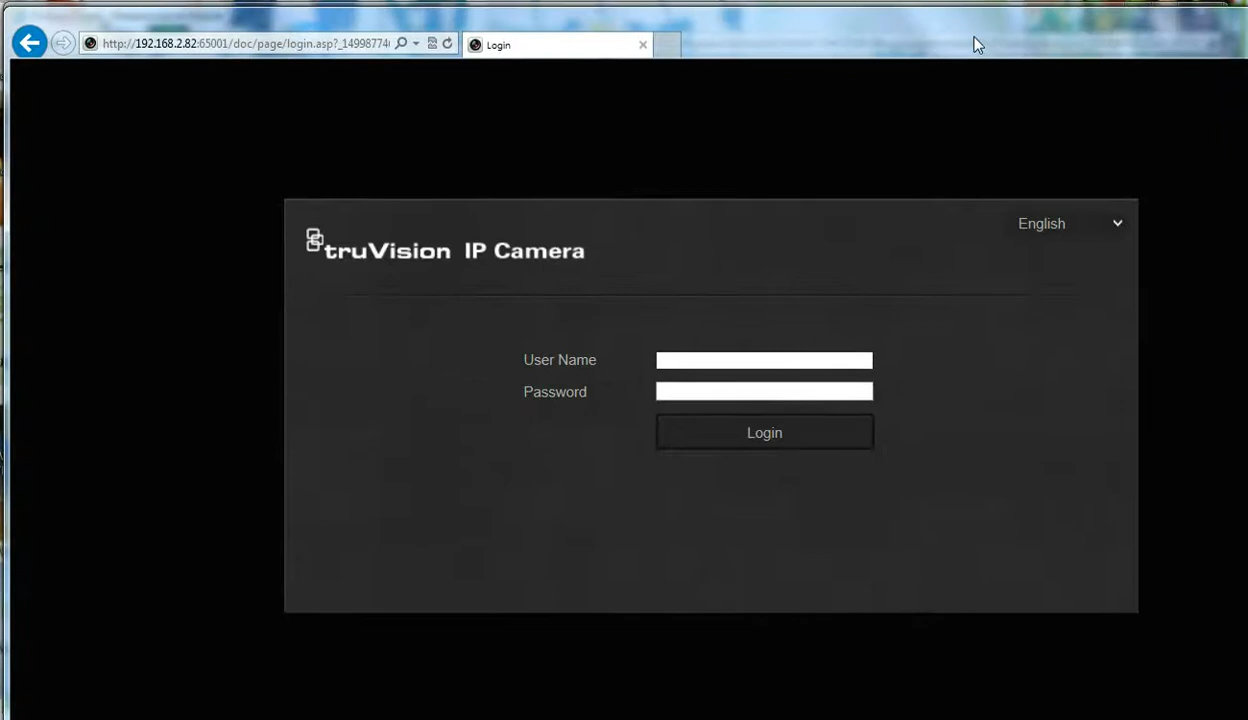 http://192.168.2.82:65001/doc/page/login.asp?_14998774
Login
English
truVision IP Camera
User Name
Password
Login